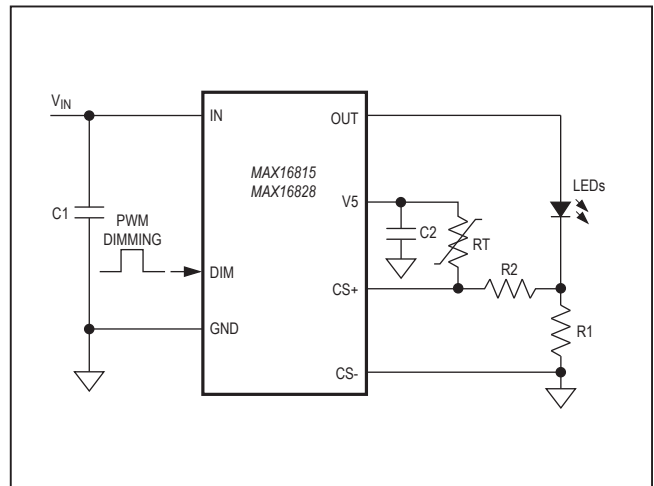 V_IN
IN
OUT
MAX16815
MAX16828
LEDs
V5
C1
PWM
DIMMING
C2
RT
DIM
R2
CS+
GND
R1
CS-